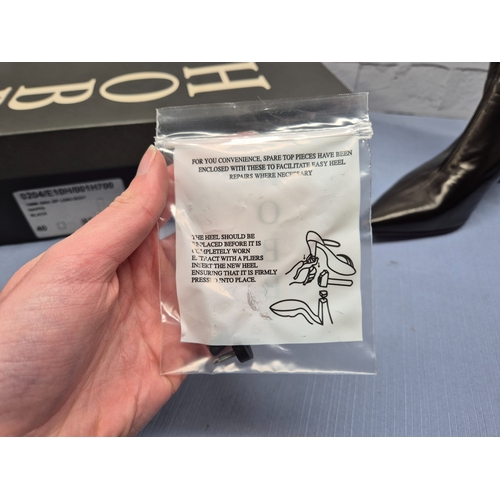 HOB
FOR YOU CONVENIENCE, SPARE TOP PIECES HAVE BEEN
ENCLOSED WITH THESE TO FACILITATE EASY HEEL
REPAIRS WHERE NECESSARY
THE HEEL SHOULD BE
REPLACED BEFORE IT IS
COMPLETELY WORN
EXTRACT WITH A PLIERS
INSERT THE NEW HEEL
ENSURING THAT IT IS FIRMLY
PRESSED INTO PLACE.
40